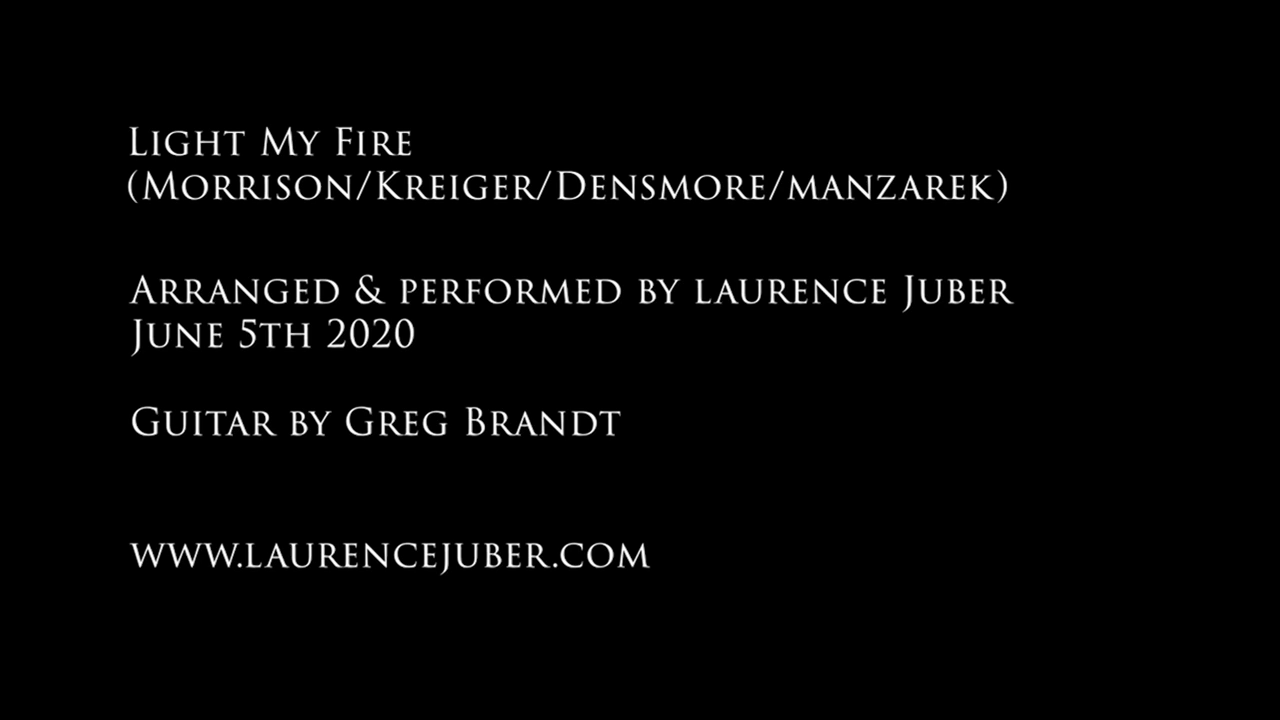 Light My Fire
(Morrison/Kreiger/Densmore/manzarek)
Arranged & performed by laurence Juber
June 5th 2020
Guitar by Greg Brandt
www.laurencejuber.com